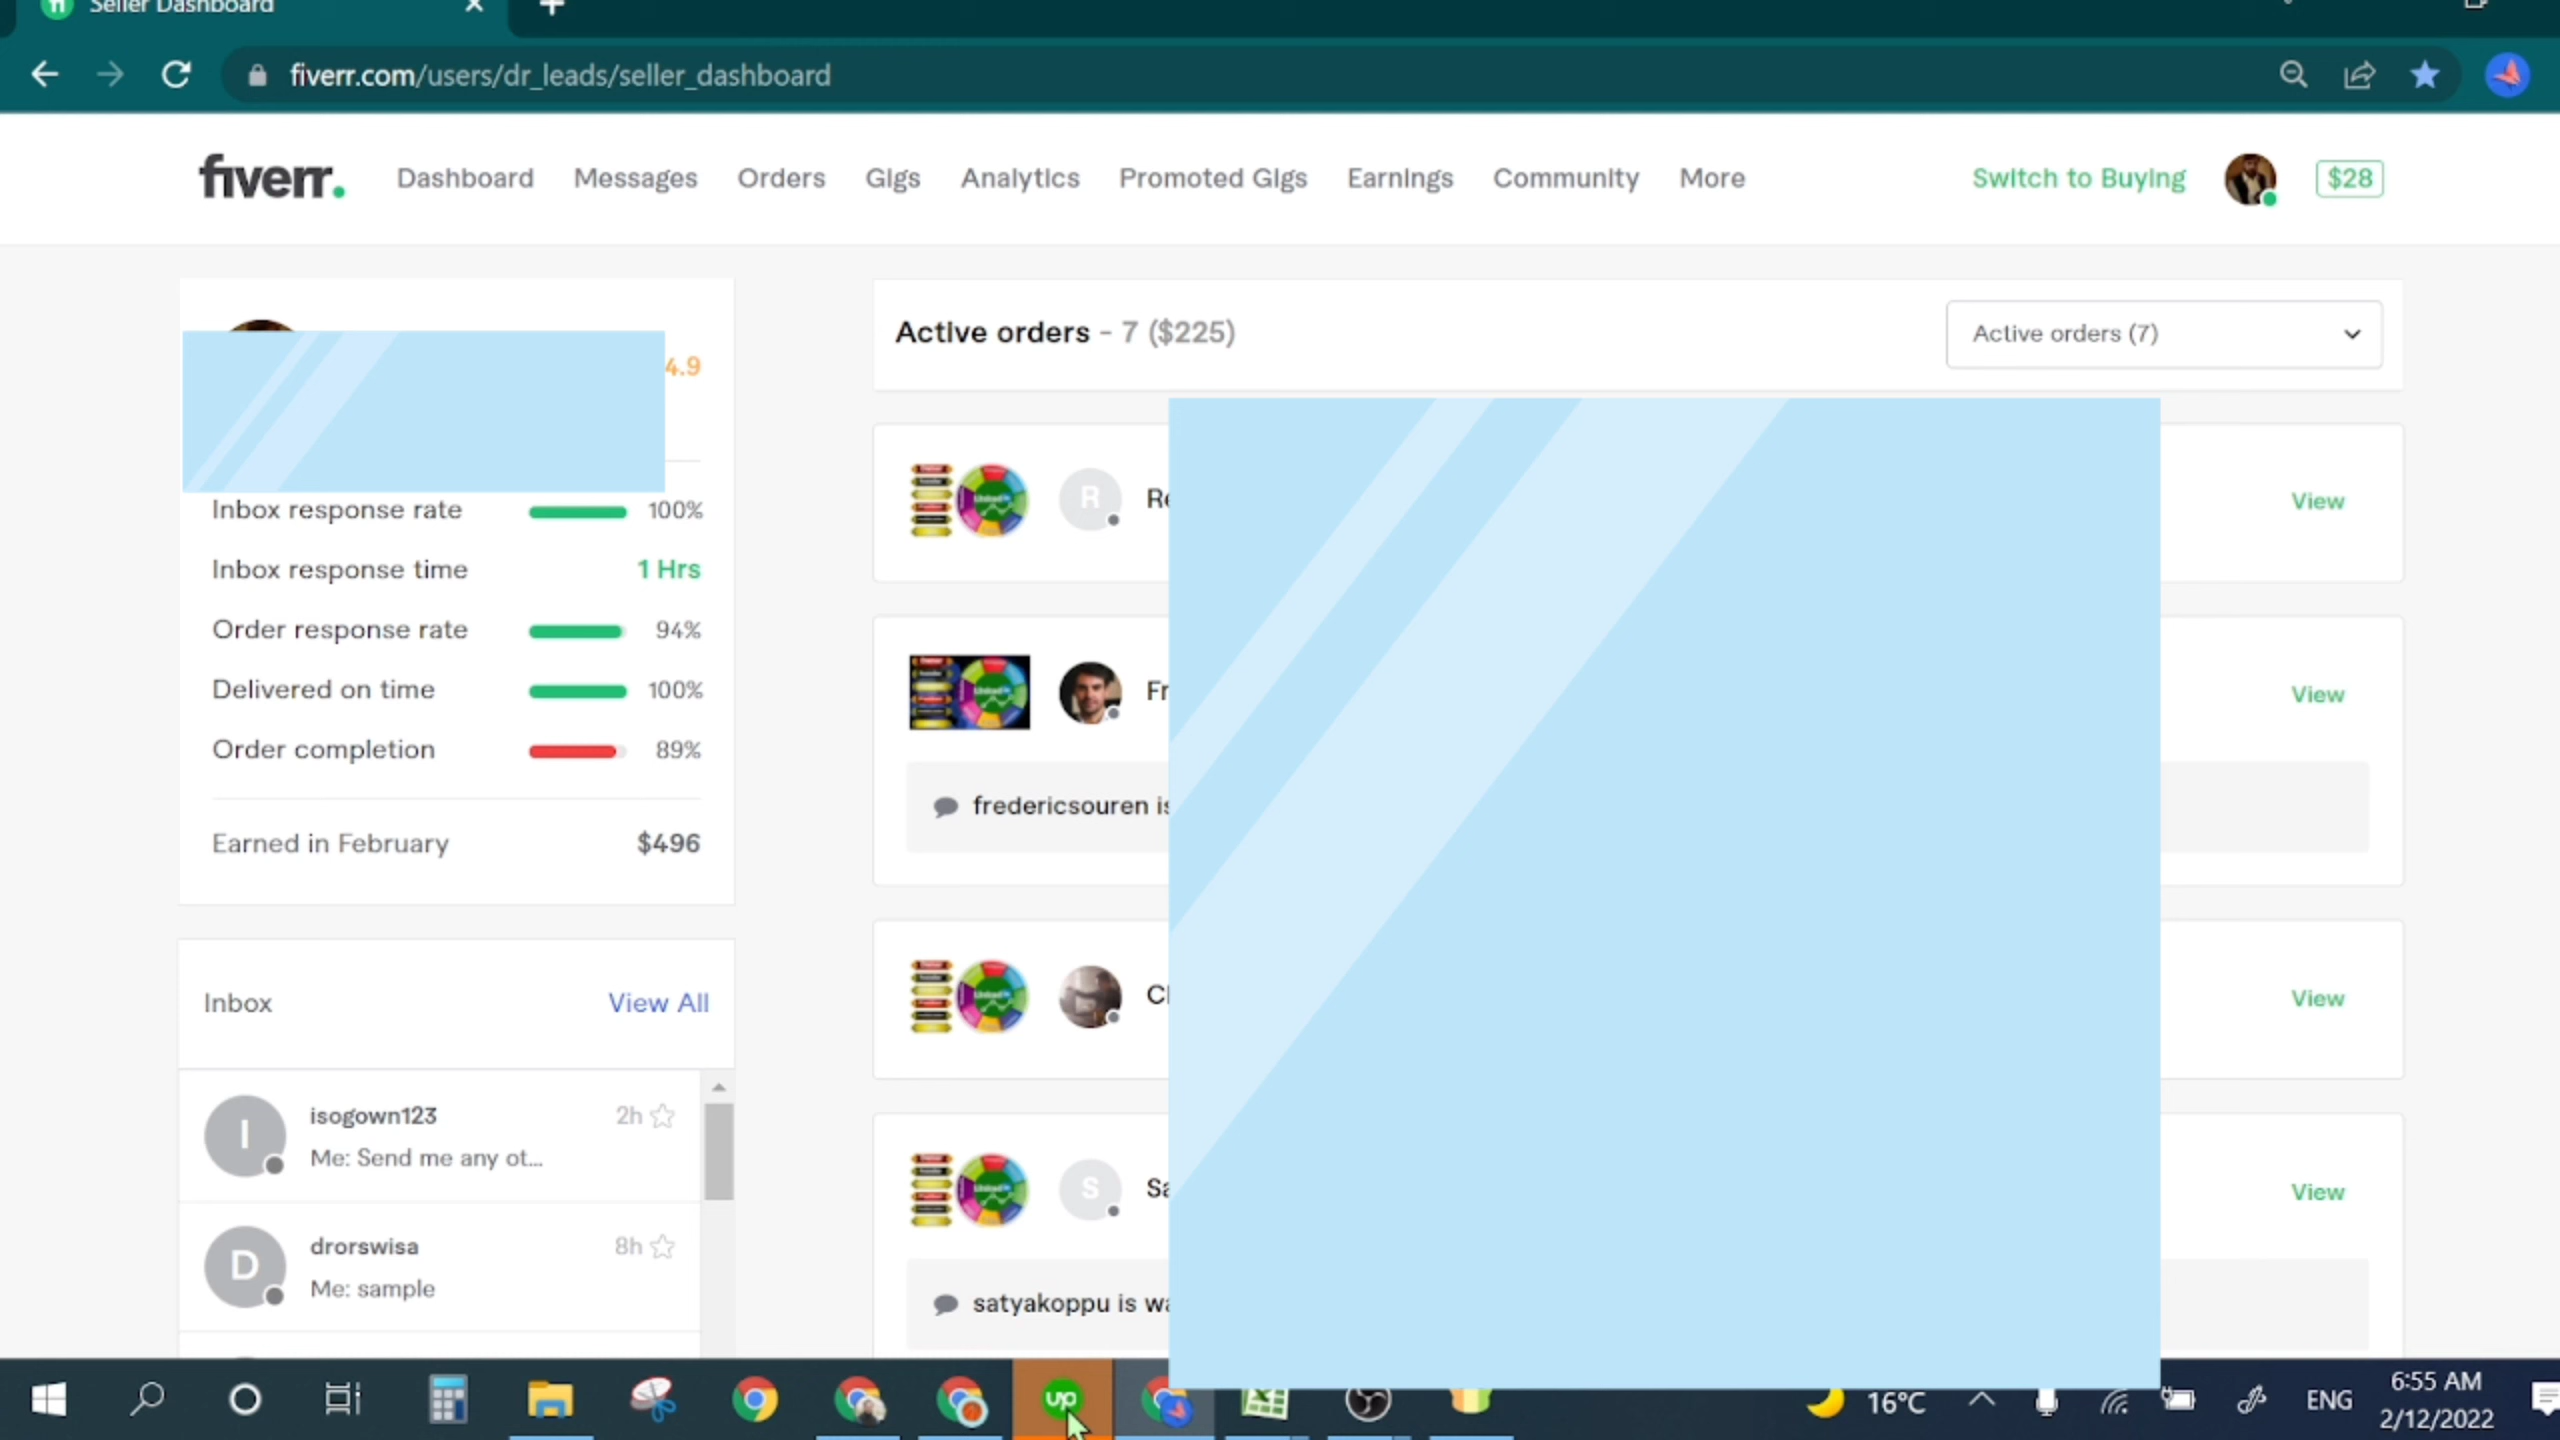 Seller Dashboard
fiverr.com/users/dr_leads/seller_dashboard
fiverr.
Dashboard
Messages
Orders
Gigs
Analytics
Promoted Gigs
Earnings
Community
More
Switch to Buying
$28
4.9
Inbox response rate 100%
Inbox response time 1 Hrs
Order response rate 94%
Delivered on time 100%
Order completion 89%
Earned in February $496
Inbox View All
I
isogown123 2h
Me: Send me any ot...
D
drorswisa 8h
Me: sample
Active orders - 7 ($225)
Active orders (7)
R
View
View
fredericsouren
View
S
View
satyakoppu is
up
16°C
ENG
6:55 AM
2/12/2022